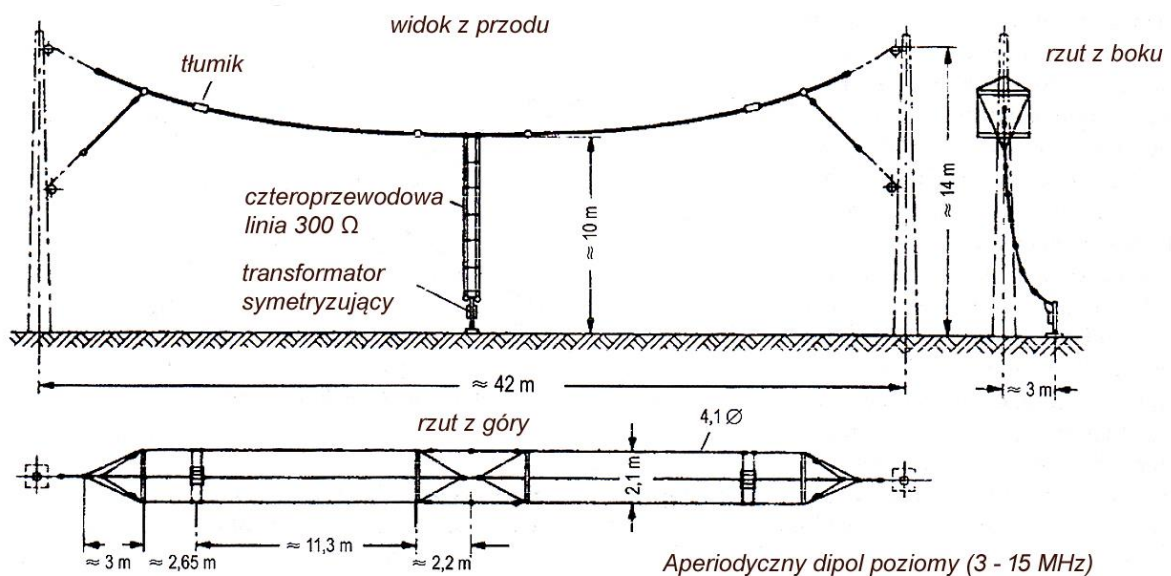 widok z przodu
rzut z boku
tłumik
czteroprzewodowa
linia 300 Ω
transformator
symetryzujący
≈ 10 m
≈ 14 m
≈ 42 m
≈ 3 m
rzut z góry
4,1 Ø
2,1 m
≈ 3 m
≈ 2,65 m
≈ 11,3 m
≈ 2,2 m
Aperiodyczny dipol poziomy (3 - 15 MHz)